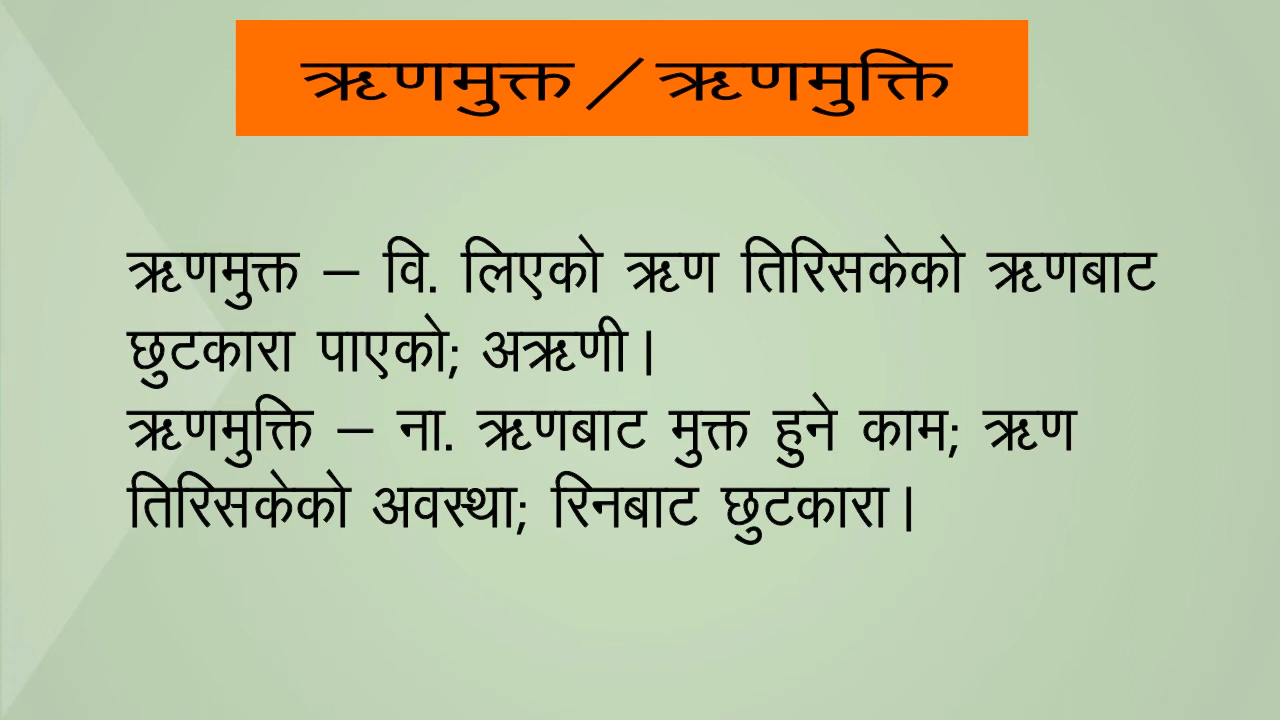 ऋणमुक्त / ऋणमुक्ति
ऋणमुक्त – वि. लिएको ऋण तिरिसकेको ऋणबाट
छुटकारा पाएको; अऋणी।
ऋणमुक्ति – ना. ऋणबाट मुक्त हुने काम; ऋण
तिरिसकेको अवस्था; रिनबाट छुटकारा।